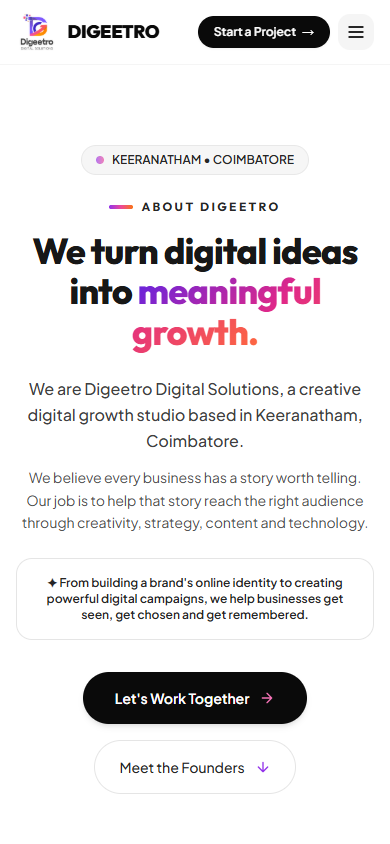 Digeetro
DIGITAL SOLUTIONS
DIGEETRO
Start a Project →
KEERANATHAM • COIMBATORE
ABOUT DIGEETRO
We turn digital ideas
into meaningful
growth.
We are Digeetro Digital Solutions, a creative
digital growth studio based in Keeranatham,
Coimbatore.
We believe every business has a story worth telling.
Our job is to help that story reach the right audience
through creativity, strategy, content and technology.
✦ From building a brand's online identity to creating
powerful digital campaigns, we help businesses get
seen, get chosen and get remembered.
Let's Work Together →
Meet the Founders ↓